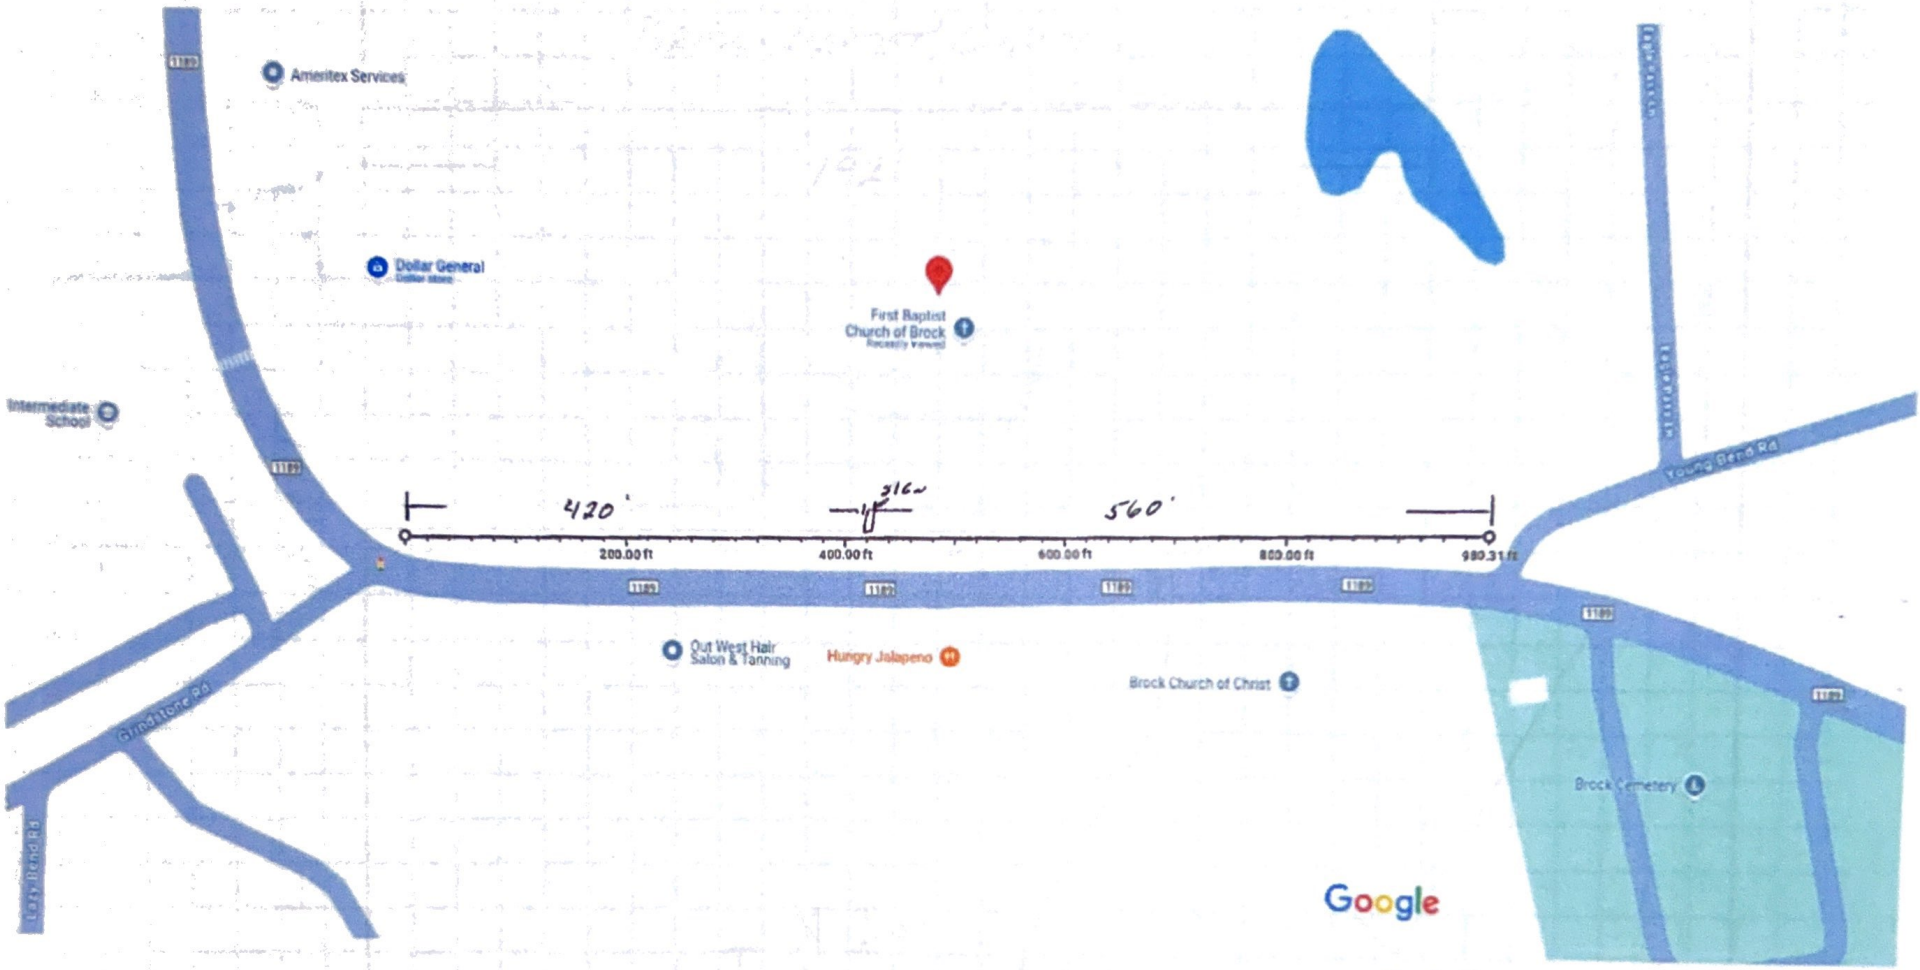 1189
Ameritex Services
Dollar General
Dollar store
First Baptist
Church of Brock
Recently viewed
Intermediate
School
1189
Young Bend Rd
420'
560'
200.00 ft
400.00 ft
600.00 ft
800.00 ft
980.31 ft
1189
1189
1189
1189
1189
Out West Hair
Salon & Tanning
Hungry Jalapeno
Brock Church of Christ
Grindstone Rd
1189
Brock Cemetery
Lazy Bend Rd
Google